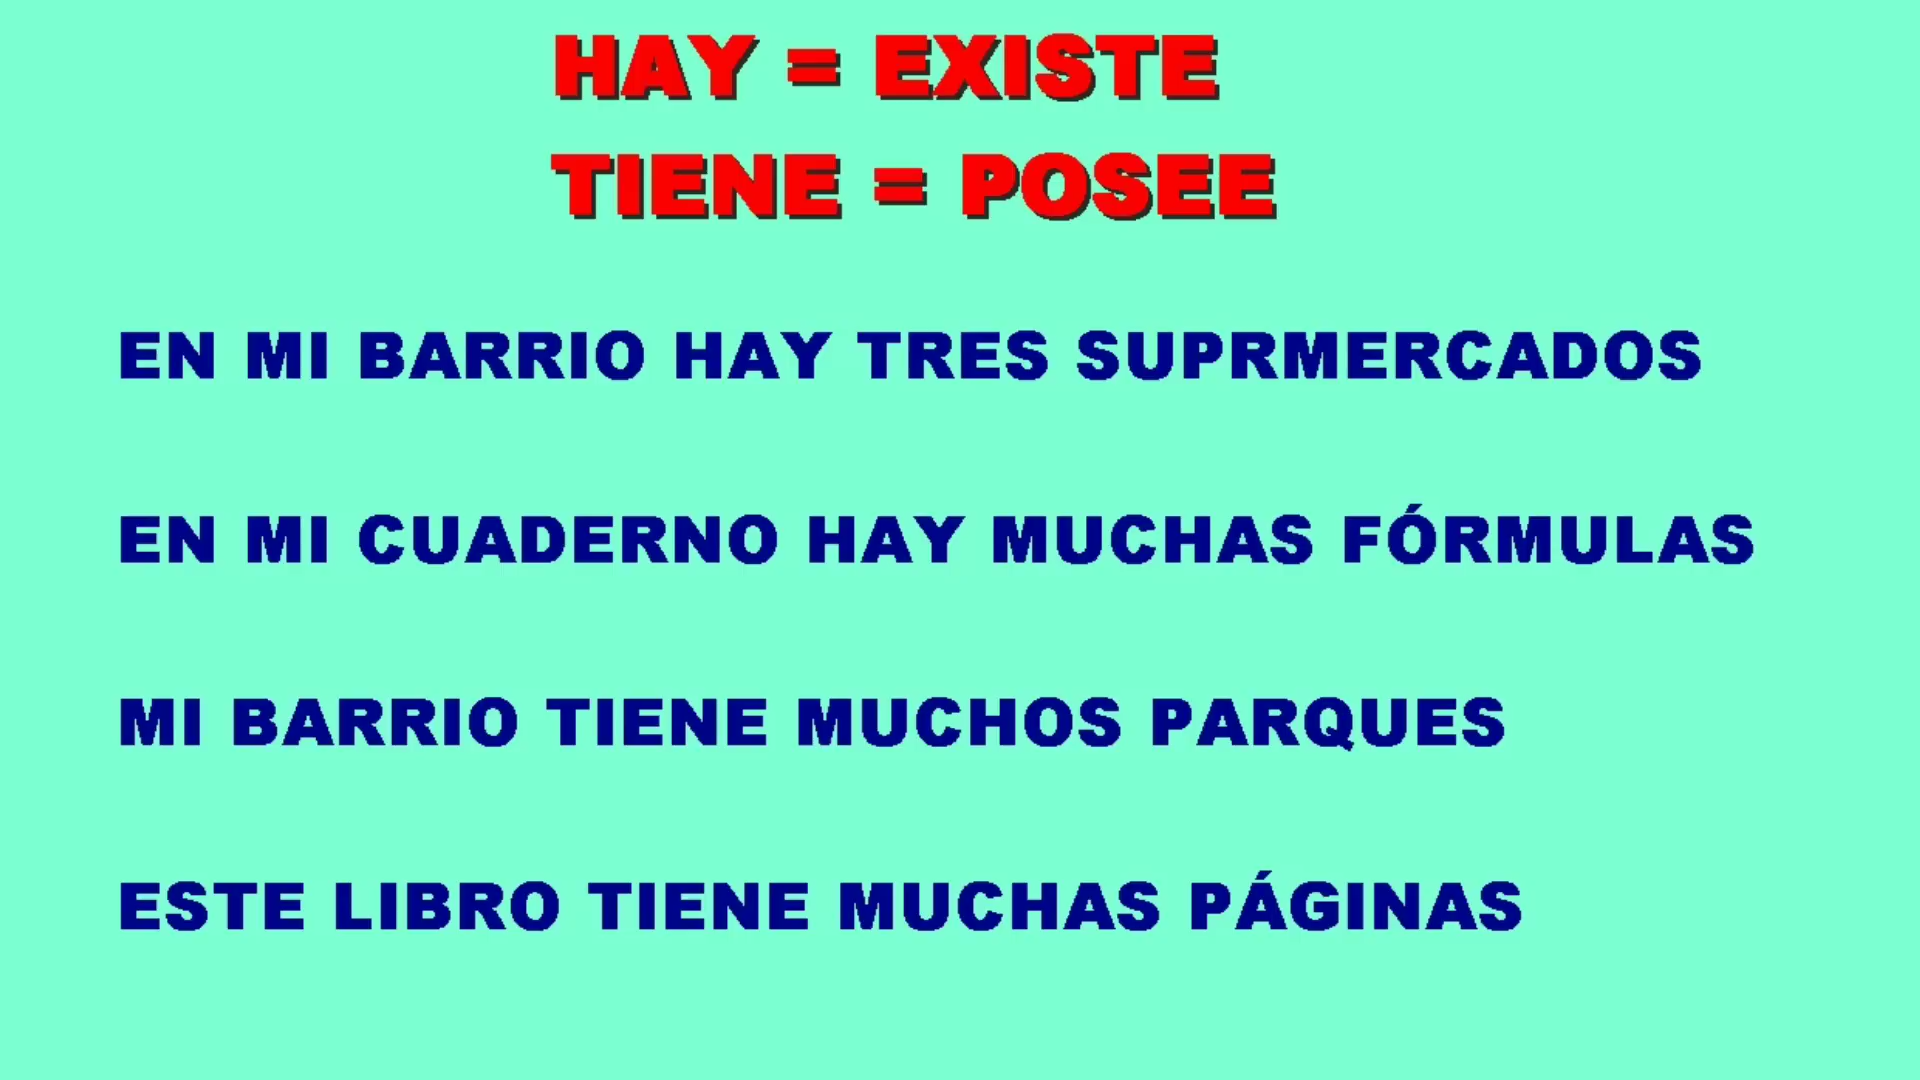 HAY = EXISTE
TIENE = POSEE
EN MI BARRIO HAY TRES SUPRMERCADOS
EN MI CUADERNO HAY MUCHAS FÓRMULAS
MI BARRIO TIENE MUCHOS PARQUES
ESTE LIBRO TIENE MUCHAS PÁGINAS